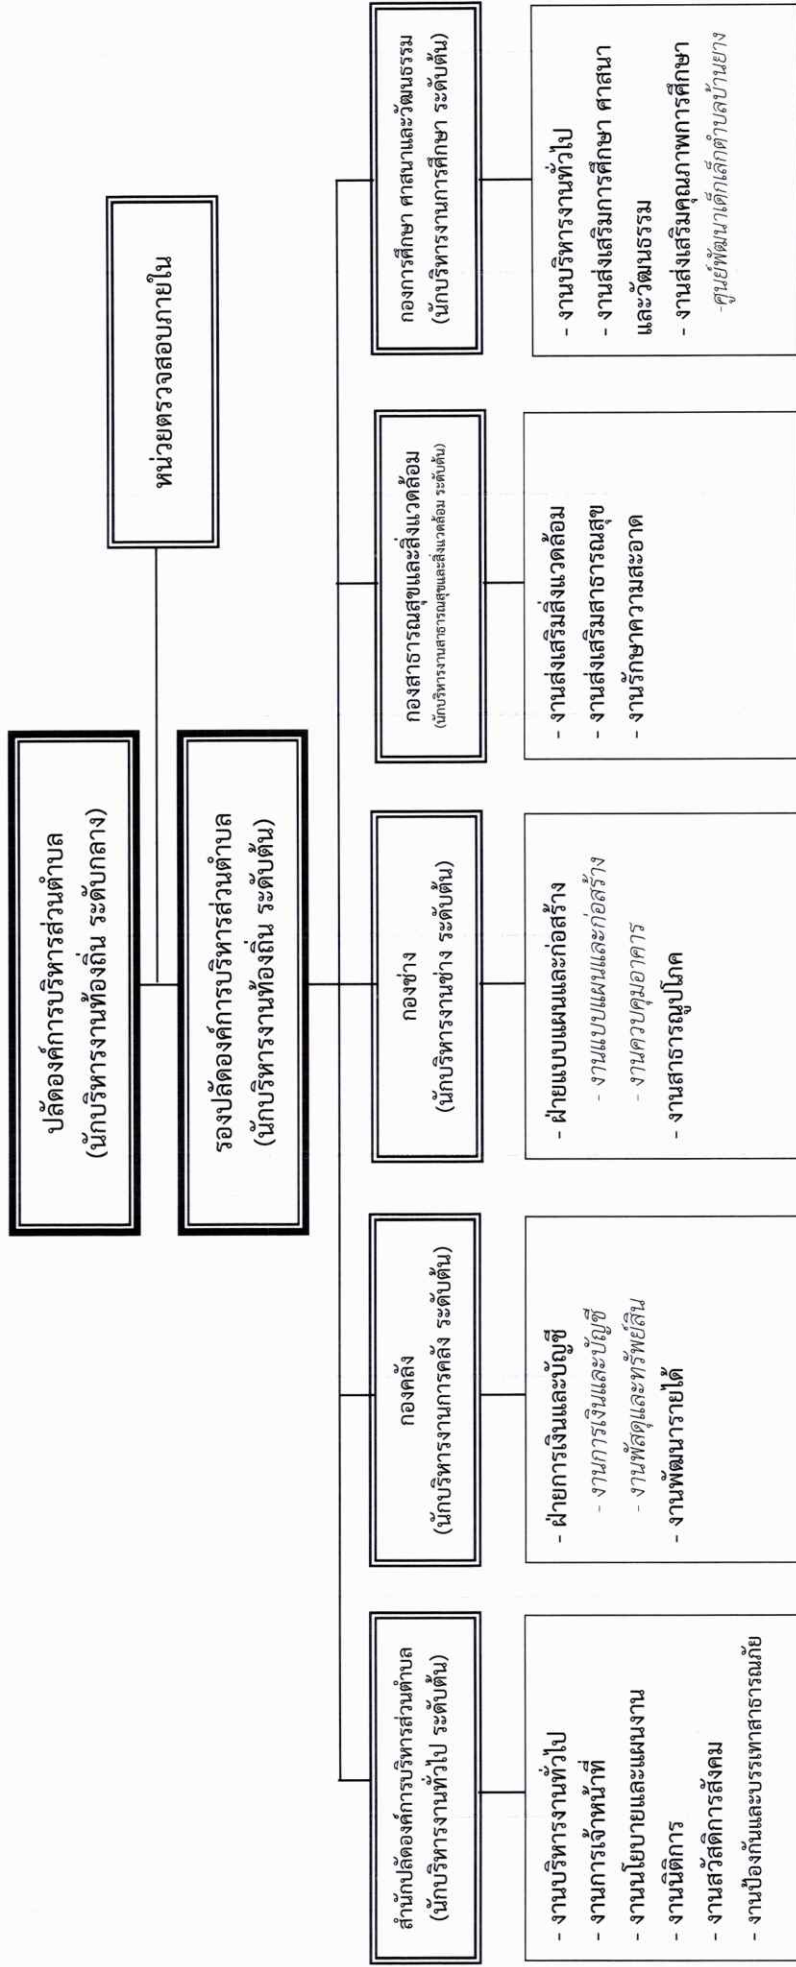 ปลัดองค์การบริหารส่วนตำบล
(นักบริหารงานท้องถิ่น ระดับกลาง)
หน่วยตรวจสอบภายใน
รองปลัดองค์การบริหารส่วนตำบล
(นักบริหารงานท้องถิ่น ระดับต้น)
สำนักปลัดองค์การบริหารส่วนตำบล
(นักบริหารงานทั่วไป ระดับต้น)
- งานบริหารงานทั่วไป
- งานการเจ้าหน้าที่
- งานนโยบายและแผนงาน
- งานนิติการ
- งานสวัสดิการสังคม
- งานป้องกันและบรรเทาสาธารณภัย
กองคลัง
(นักบริหารงานการคลัง ระดับต้น)
- ฝ่ายการเงินและบัญชี
- งานการเงินและบัญชี
- งานพัสดุและทรัพย์สิน
- งานพัฒนารายได้
กองช่าง
(นักบริหารงานช่าง ระดับต้น)
- ฝ่ายแบบแผนและก่อสร้าง
- งานแบบแผนและก่อสร้าง
- งานควบคุมอาคาร
- งานสาธารณูปโภค
กองสาธารณสุขและสิ่งแวดล้อม
(นักบริหารงานสาธารณสุขและสิ่งแวดล้อม ระดับต้น)
- งานส่งเสริมสิ่งแวดล้อม
- งานส่งเสริมสาธารณสุข
- งานรักษาความสะอาด
กองการศึกษา ศาสนาและวัฒนธรรม
(นักบริหารงานการศึกษา ระดับต้น)
- งานบริหารงานทั่วไป
- งานส่งเสริมการศึกษา ศาสนา
และวัฒนธรรม
- งานส่งเสริมคุณภาพการศึกษา
-ศูนย์พัฒนาเด็กเล็กตำบลบ้านยาง